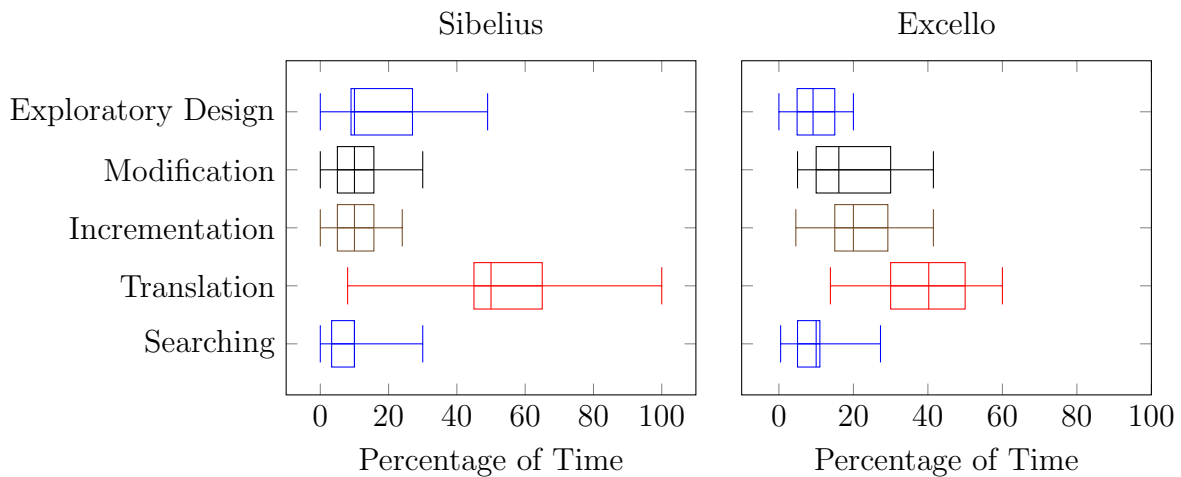 Sibelius
Excello
Exploratory Design
Modification
Incrementation
Translation
Searching
0 20 40 60 80 100
0 20 40 60 80 100
Percentage of Time
Percentage of Time